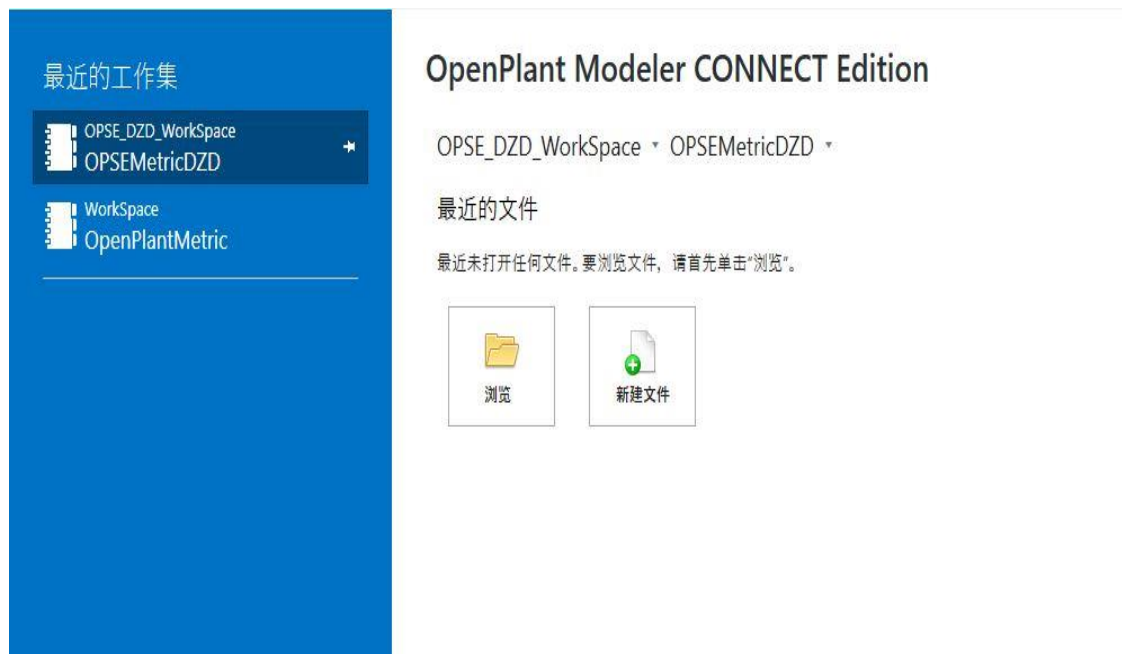 最近的工作集
OPSE_DZD_WorkSpace
OPSEMetricDZD
WorkSpace
OpenPlantMetric
OpenPlant Modeler CONNECT Edition
OPSE_DZD_WorkSpace OPSEMetricDZD
最近的文件
最近未打开任何文件。要浏览文件，请首先单击“浏览”。
浏览 新建文件